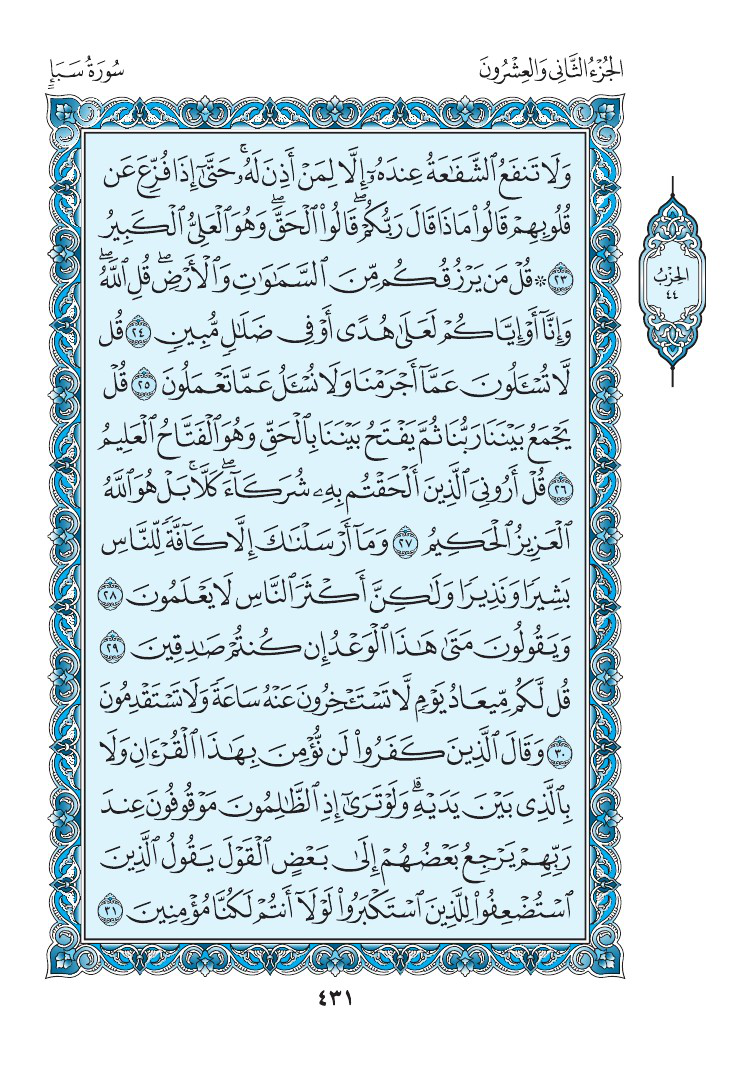 الجُزْءُ الثَّانِي وَالعِشْرُونَ
سُورَةُ سَبَإٍ
وَلَا تَنفَعُ ٱلشَّفَٰعَةُ عِندَهُۥٓ إِلَّا لِمَنْ أَذِنَ لَهُۥۚ حَتَّىٰٓ إِذَا فُزِّعَ عَن
قُلُوبِهِمْ قَالُوا۟ مَاذَا قَالَ رَبُّكُمْۖ قَالُوا۟ ٱلْحَقَّۖ وَهُوَ ٱلْعَلِىُّ ٱلْكَبِيرُ
٢٣ ۞ قُلْ مَن يَرْزُقُكُم مِّنَ ٱلسَّمَٰوَٰتِ وَٱلْأَرْضِۖ قُلِ ٱللَّهُۖ
وَإِنَّآ أَوْ إِيَّاكُمْ لَعَلَىٰ هُدًى أَوْ فِى ضَلَٰلٍ مُّبِينٍ ٢٤ قُل
لَّا تُسْـَٔلُونَ عَمَّآ أَجْرَمْنَا وَلَا نُسْـَٔلُ عَمَّا تَعْمَلُونَ ٢٥ قُلْ
يَجْمَعُ بَيْنَنَا رَبُّنَا ثُمَّ يَفْتَحُ بَيْنَنَا بِٱلْحَقِّ وَهُوَ ٱلْفَتَّاحُ ٱلْعَلِيمُ
٢٦ قُلْ أَرُونِىَ ٱلَّذِينَ أَلْحَقْتُم بِهِۦ شُرَكَآءَۖ كَلَّاۚ بَلْ هُوَ ٱللَّهُ
ٱلْعَزِيزُ ٱلْحَكِيمُ ٢٧ وَمَآ أَرْسَلْنَٰكَ إِلَّا كَآفَّةً لِّلنَّاسِ
بَشِيرًا وَنَذِيرًا وَلَٰكِنَّ أَكْثَرَ ٱلنَّاسِ لَا يَعْلَمُونَ ٢٨
وَيَقُولُونَ مَتَىٰ هَٰذَا ٱلْوَعْدُ إِن كُنتُمْ صَٰدِقِينَ ٢٩
قُل لَّكُم مِّيعَادُ يَوْمٍ لَّا تَسْتَـْٔخِرُونَ عَنْهُ سَاعَةً وَلَا تَسْتَقْدِمُونَ
٣٠ وَقَالَ ٱلَّذِينَ كَفَرُوا۟ لَن نُّؤْمِنَ بِهَٰذَا ٱلْقُرْءَانِ وَلَا
بِٱلَّذِى بَيْنَ يَدَيْهِۗ وَلَوْ تَرَىٰٓ إِذِ ٱلظَّٰلِمُونَ مَوْقُوفُونَ عِندَ
رَبِّهِمْ يَرْجِعُ بَعْضُهُمْ إِلَىٰ بَعْضٍ ٱلْقَوْلَ يَقُولُ ٱلَّذِينَ
ٱسْتُضْعِفُوا۟ لِلَّذِينَ ٱسْتَكْبَرُوا۟ لَوْلَآ أَنتُمْ لَكُنَّا مُؤْمِنِينَ ٣١
الحِزْبُ
٤٤
٤٣١